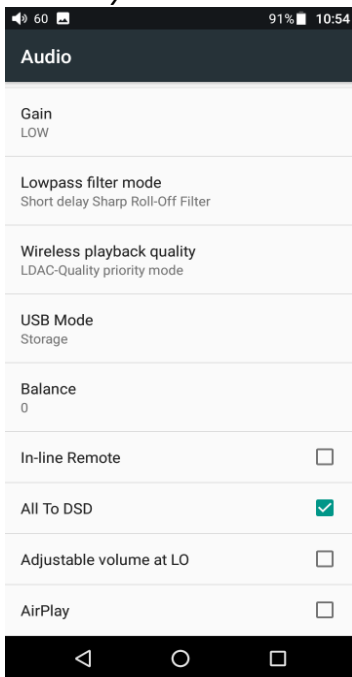 60
91% 10:54
Audio
Gain
LOW
Lowpass filter mode
Short delay Sharp Roll-Off Filter
Wireless playback quality
LDAC-Quality priority mode
USB Mode
Storage
Balance
0
In-line Remote
All To DSD
Adjustable volume at LO
AirPlay